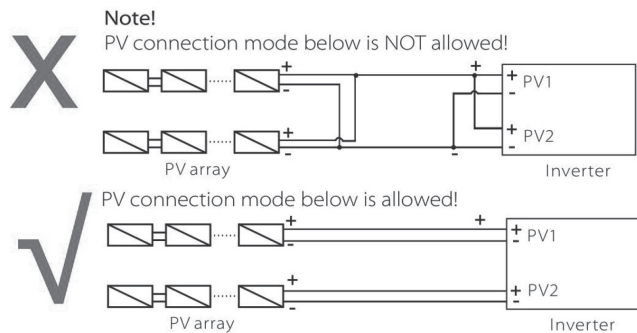 Note!
PV connection mode below is NOT allowed!
X
+
-
+
-
+
-
PV array
+ PV1
-
+ PV2
-
Inverter
PV connection mode below is allowed!
√
+
-
+
-
+
PV array
+ PV1
-
+ PV2
-
Inverter